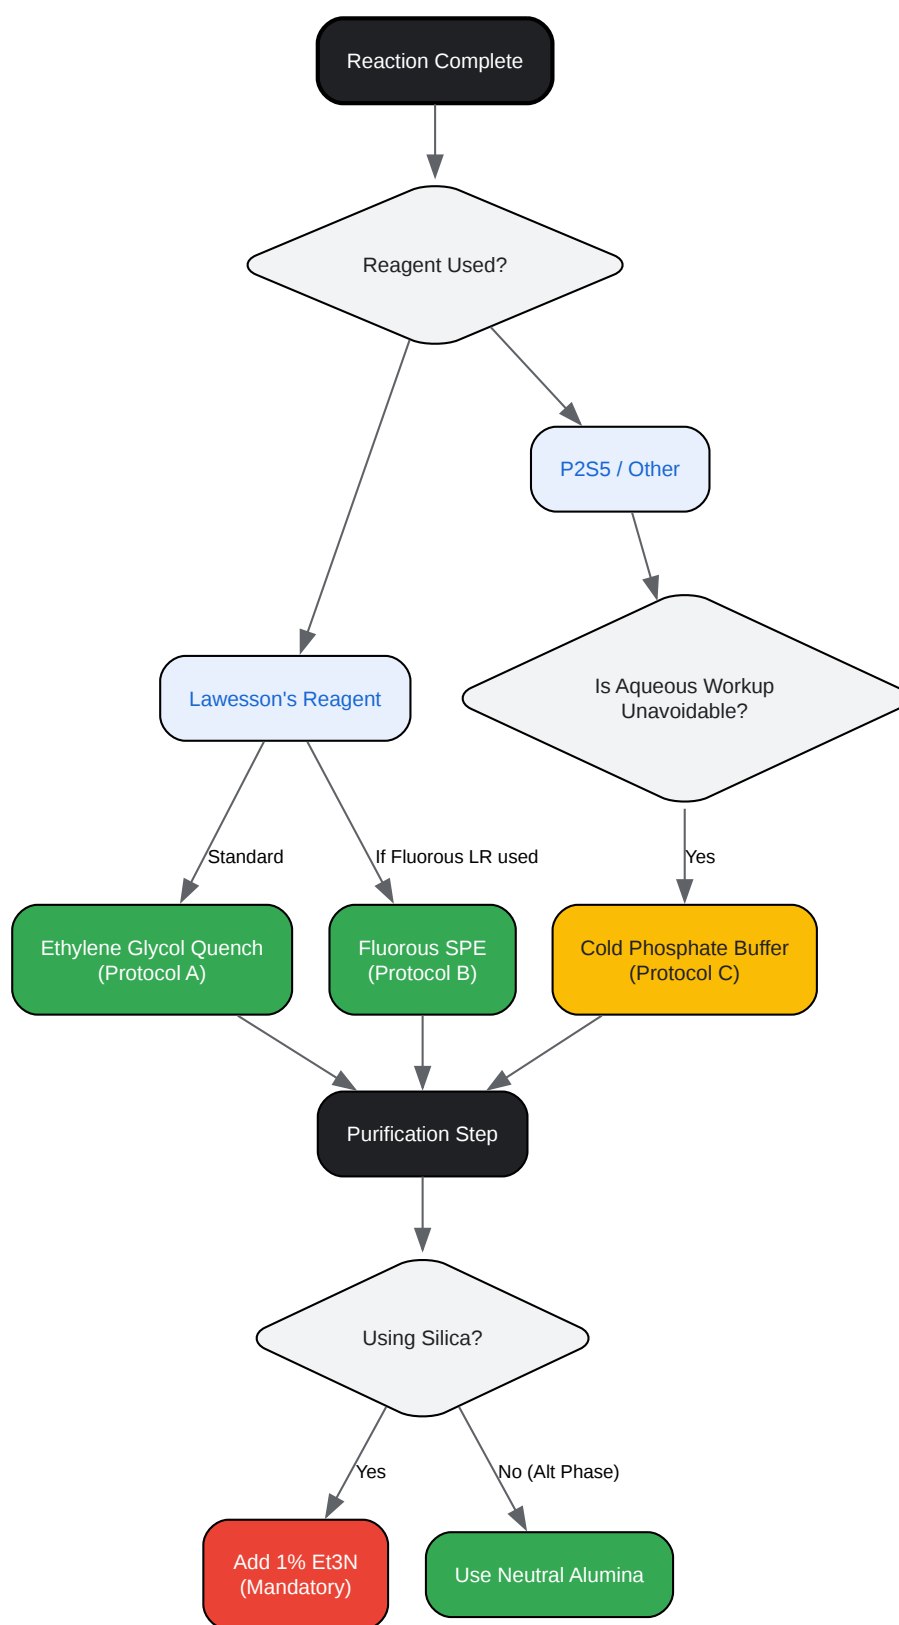 Reaction Complete
Reagent Used?
P2S5 / Other
Is Aqueous Workup
Unavoidable?
Lawesson's Reagent
Standard
If Fluorous LR used
Yes
Ethylene Glycol Quench
(Protocol A)
Fluorous SPE
(Protocol B)
Cold Phosphate Buffer
(Protocol C)
Purification Step
Using Silica?
Yes
No (Alt Phase)
Add 1% Et3N
(Mandatory)
Use Neutral Alumina